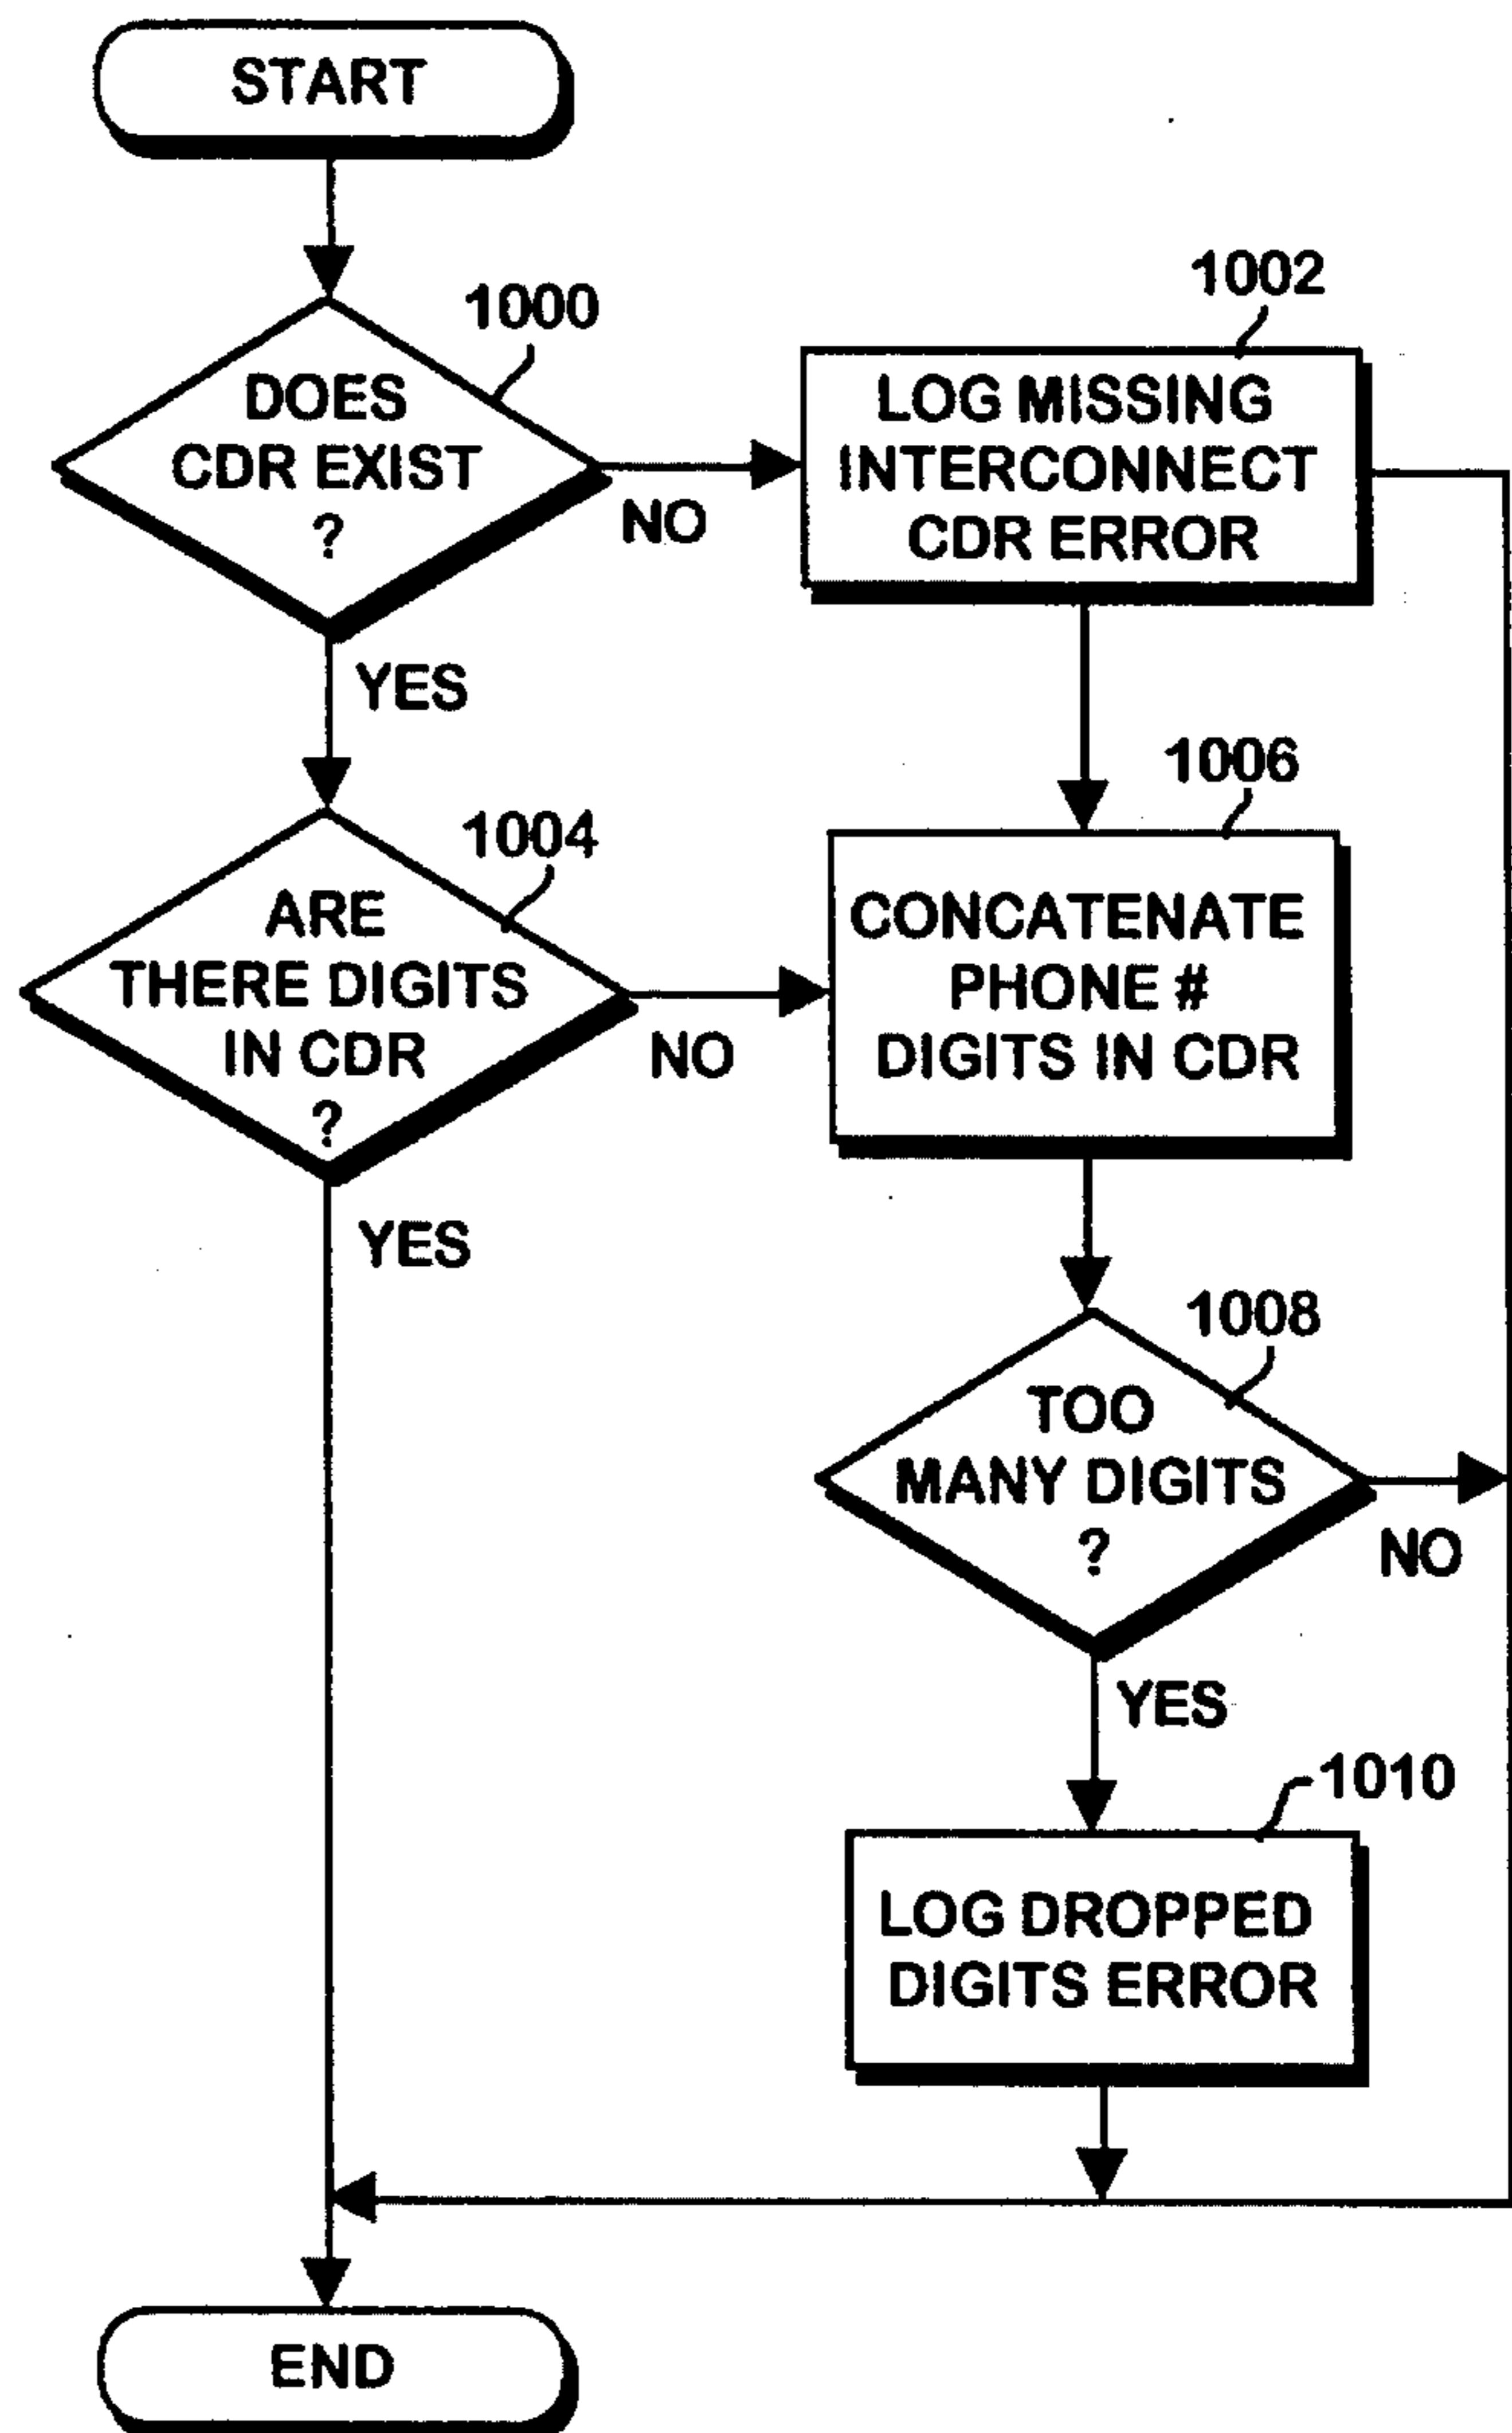 START
1000
DOES
CDR EXIST
?
NO
YES
1002
LOG MISSING
INTERCONNECT
CDR ERROR
1004
ARE
THERE DIGITS
IN CDR
?
NO
YES
1006
CONCATENATE
PHONE #
DIGITS IN CDR
1008
TOO
MANY DIGITS
?
NO
YES
1010
LOG DROPPED
DIGITS ERROR
END